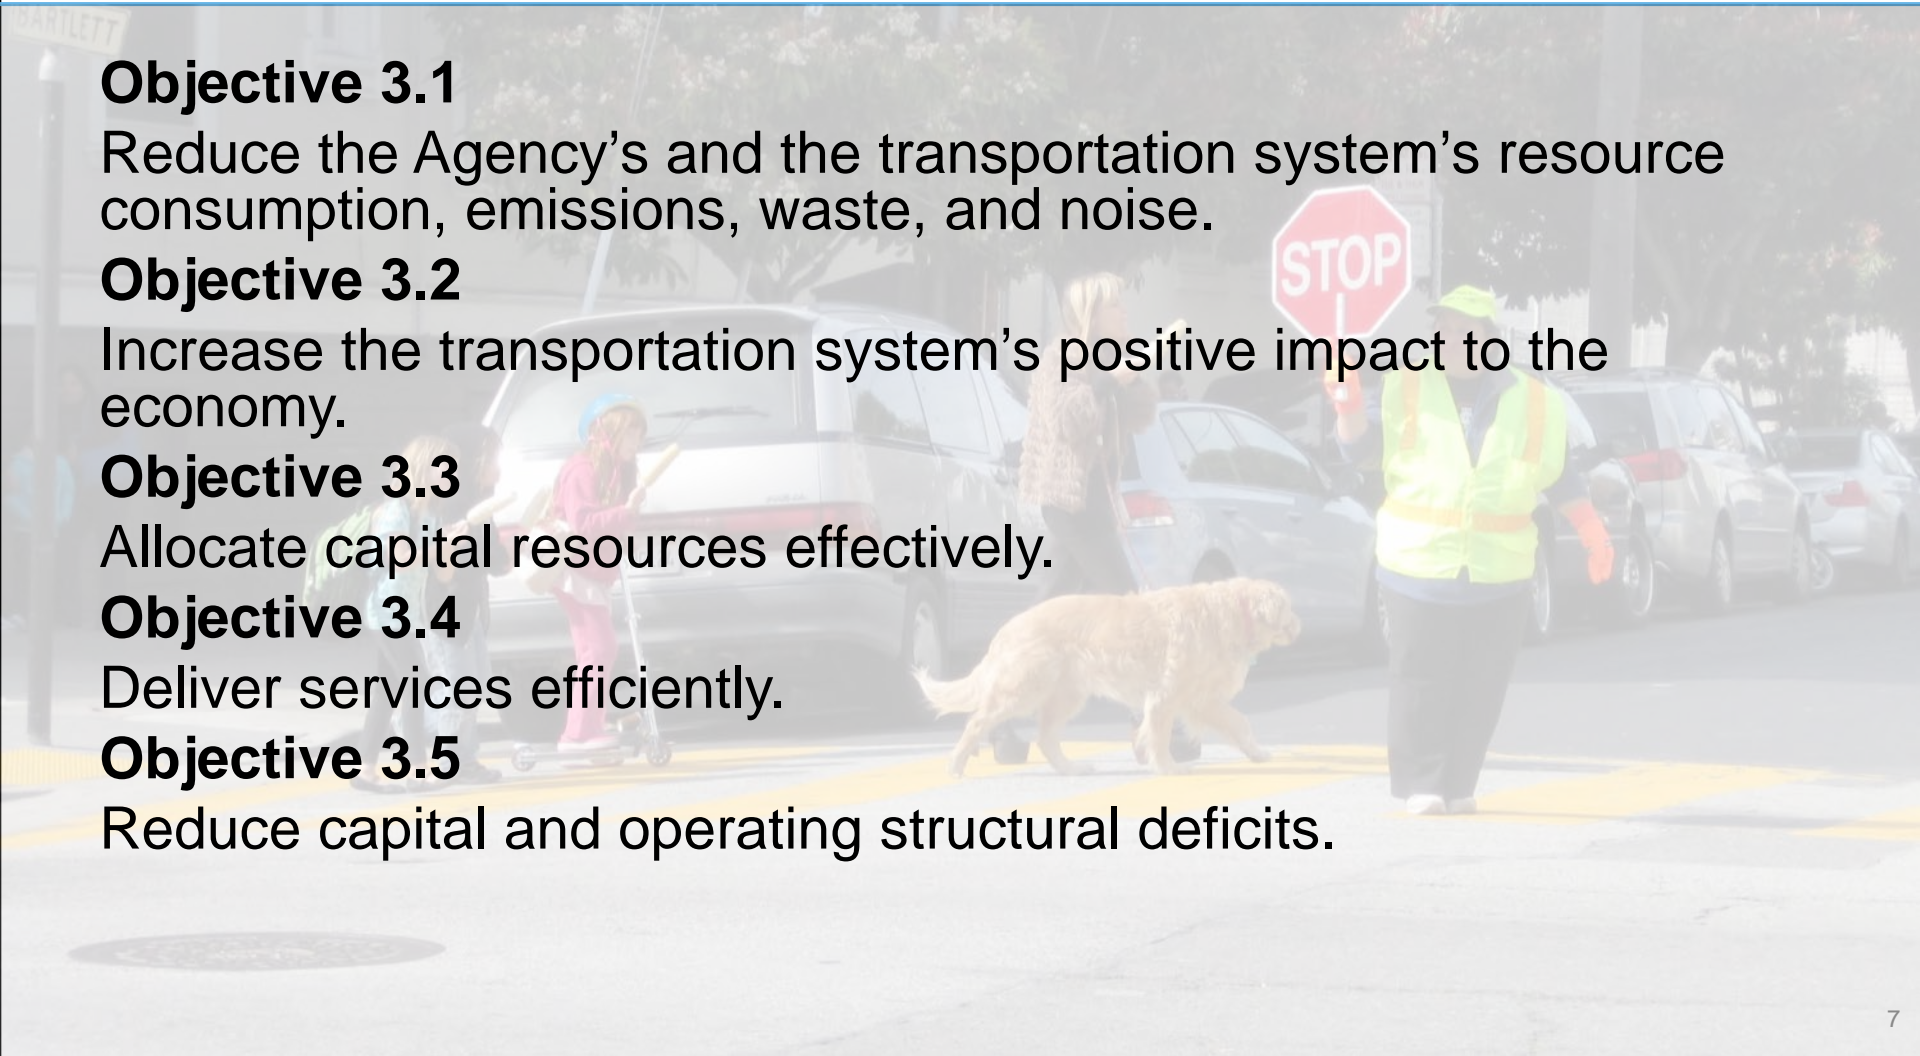 BARTLETT
Objective 3.1
Reduce the Agency’s and the transportation system’s resource
consumption, emissions, waste, and noise.
STOP
Objective 3.2
Increase the transportation system’s positive impact to the
economy.
Objective 3.3
Allocate capital resources effectively.
Objective 3.4
Deliver services efficiently.
Objective 3.5
Reduce capital and operating structural deficits.
7